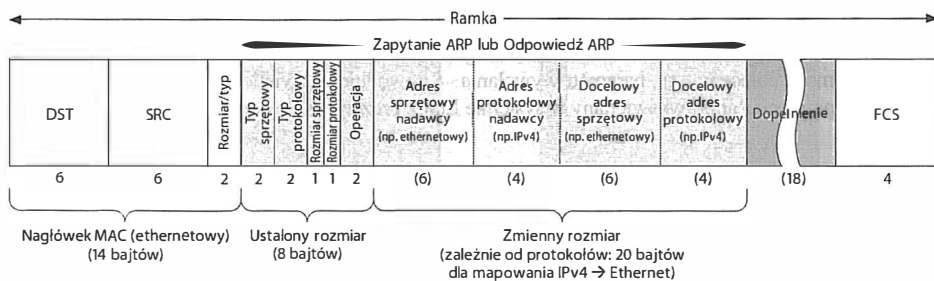 Ramka
Zapytanie ARP lub Odpowiedź ARP
DST
SRC
Rozmiar/typ
Typ
sprzętowy
Typ
protokołowy
Rozmiar sprzętowy
Rozmiar protokołowy
Operacja
Adres
sprzętowy
nadawcy
(np. ethernetowy)
Adres
protokołowy
nadawcy
(np.IPv4)
Docelowy
adres
sprzętowy
(np. ethernetowy)
Docelowy
adres
protokołowy
(np.IPv4)
Dopełnienie
FCS
6
6
2
2
2
1
1
2
(6)
(4)
(6)
(4)
(18)
4
Nagłówek MAC (ethernetowy)
(14 bajtów)
Ustalony rozmiar
(8 bajtów)
Zmienny rozmiar
(zależnie od protokołów: 20 bajtów
dla mapowania IPv4 → Ethernet)